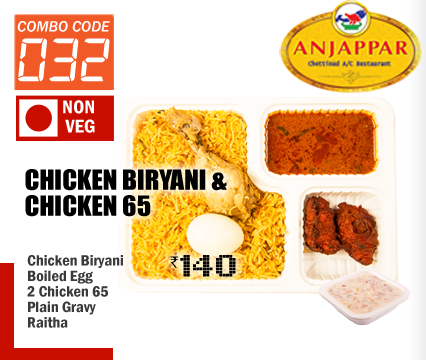 COMBO CODE
032
NON
VEG
ANJAPPAR
Chettinad A/C Restaurant
CHICKEN BIRYANI &
CHICKEN 65
₹140
Chicken Biryani
Boiled Egg
2 Chicken 65
Plain Gravy
Raitha